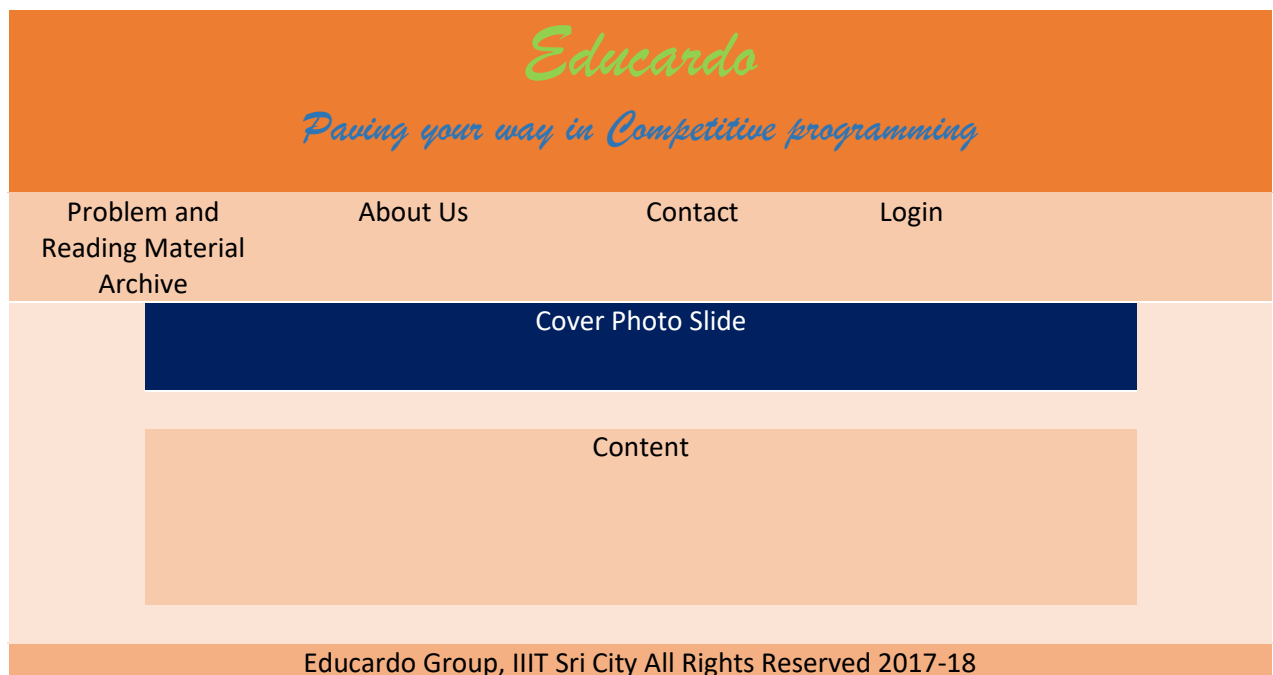 Educardo
Paving your way in Competitive programming
Problem and
Reading Material
Archive
About Us
Contact
Login
Cover Photo Slide
Content
Educardo Group, IIIT Sri City All Rights Reserved 2017-18